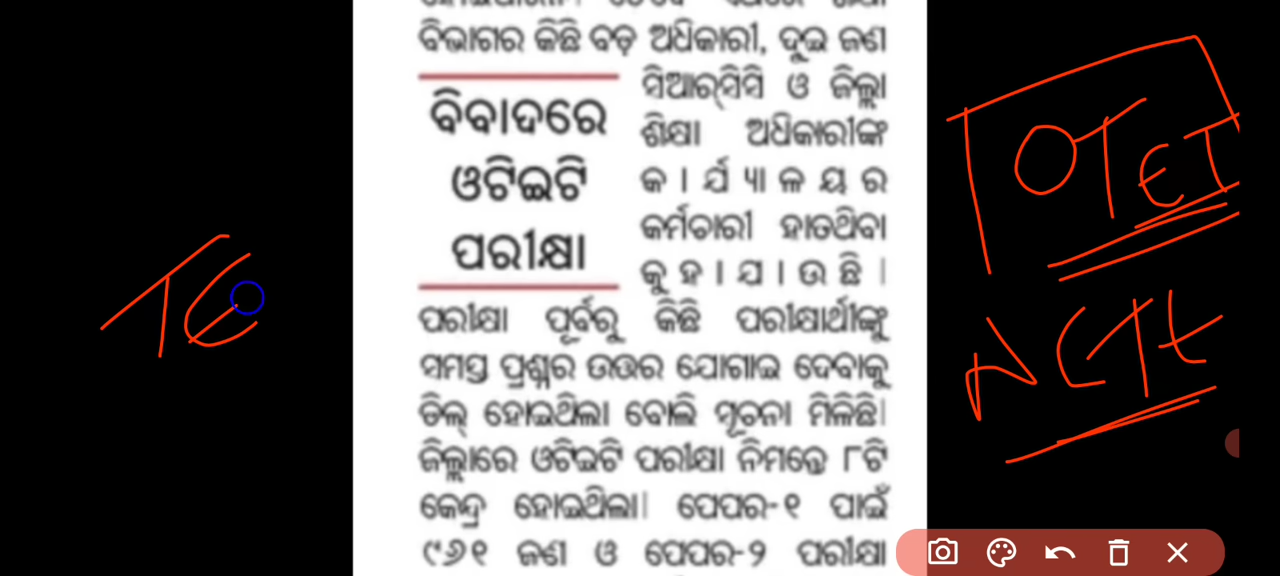 ବିଭାଗର କିଛି ବଡ଼ ଅଧିକାରୀ, ଦୁଇ ଜଣ
ବିବାଦରେ
ଓଟିଇଟି
ପରୀକ୍ଷା
ସିଆର୍‌ସିସି ଓ ଜିଲ୍ଲା
ଶିକ୍ଷା ଅଧିକାରୀଙ୍କ
କାର୍ଯ୍ୟାଳୟର
କର୍ମଚାରୀ ହାତଥିବା
କୁହାଯାଉଛି।
ପରୀକ୍ଷା ପୂର୍ବରୁ କିଛି ପରୀକ୍ଷାର୍ଥୀଙ୍କୁ
ସମସ୍ତ ପ୍ରଶ୍ନର ଉତ୍ତର ଯୋଗାଇ ଦେବାକୁ
ଡିଲ୍ ହୋଇଥିଲା ବୋଲି ସୂଚନା ମିଳିଛି।
ଜିଲ୍ଲାରେ ଓଟିଇଟି ପରୀକ୍ଷା ନିମନ୍ତେ ୮ଟି
କେନ୍ଦ୍ର ହୋଇଥିଲା। ପେପର-୧ ପାଇଁ
୯୬୧ ଜଣ ଓ ପେପର-୨ ପରୀକ୍ଷା
OTET
NCTE
TE